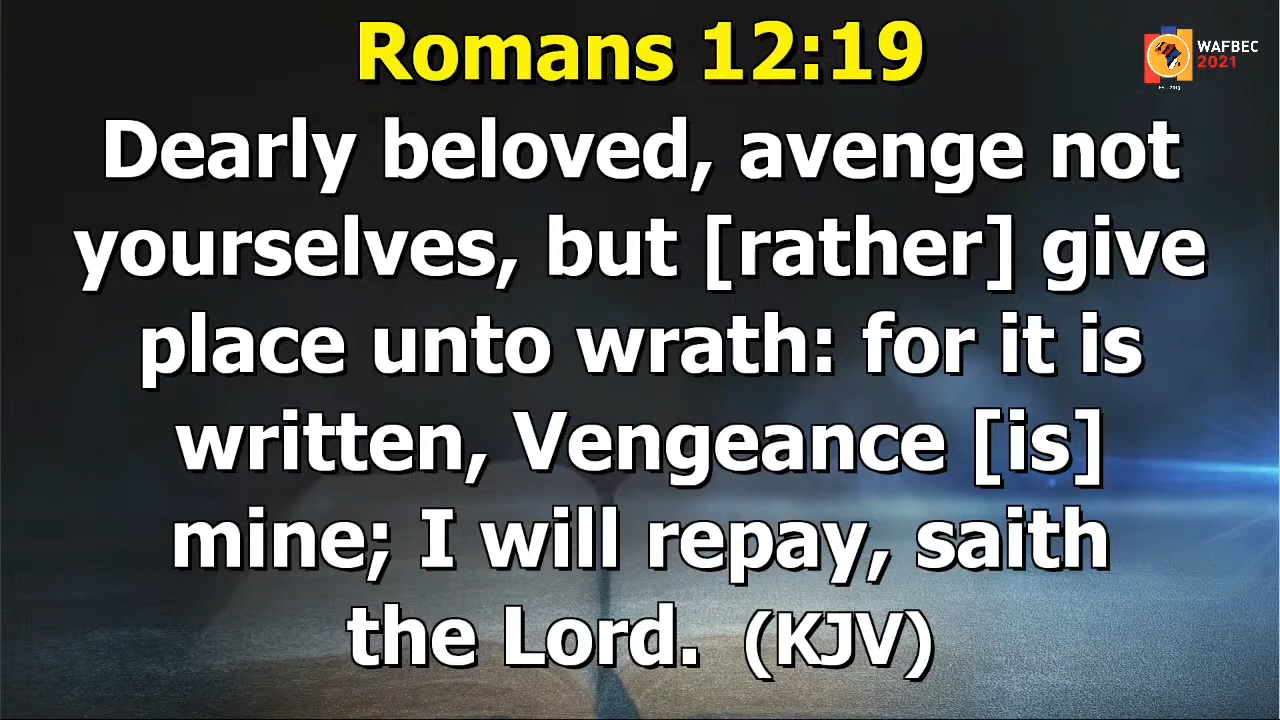 Romans 12:19
WAFBEC
2021
Dearly beloved, avenge not
yourselves, but [rather] give
place unto wrath: for it is
written, Vengeance [is]
mine; I will repay, saith
the Lord. (KJV)